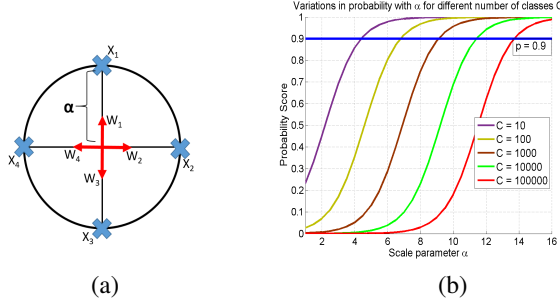 X1
α
W1
W4
W2
X4
X2
W3
X3
(a)
Variations in probability with α for different number of classes C
1
0.9
0.8
0.7
0.6
0.5
0.4
0.3
0.2
0.1
0
Probability Score
p = 0.9
C = 10
C = 100
C = 1000
C = 10000
C = 100000
2 4 6 8 10 12 14 16
Scale parameter α
(b)